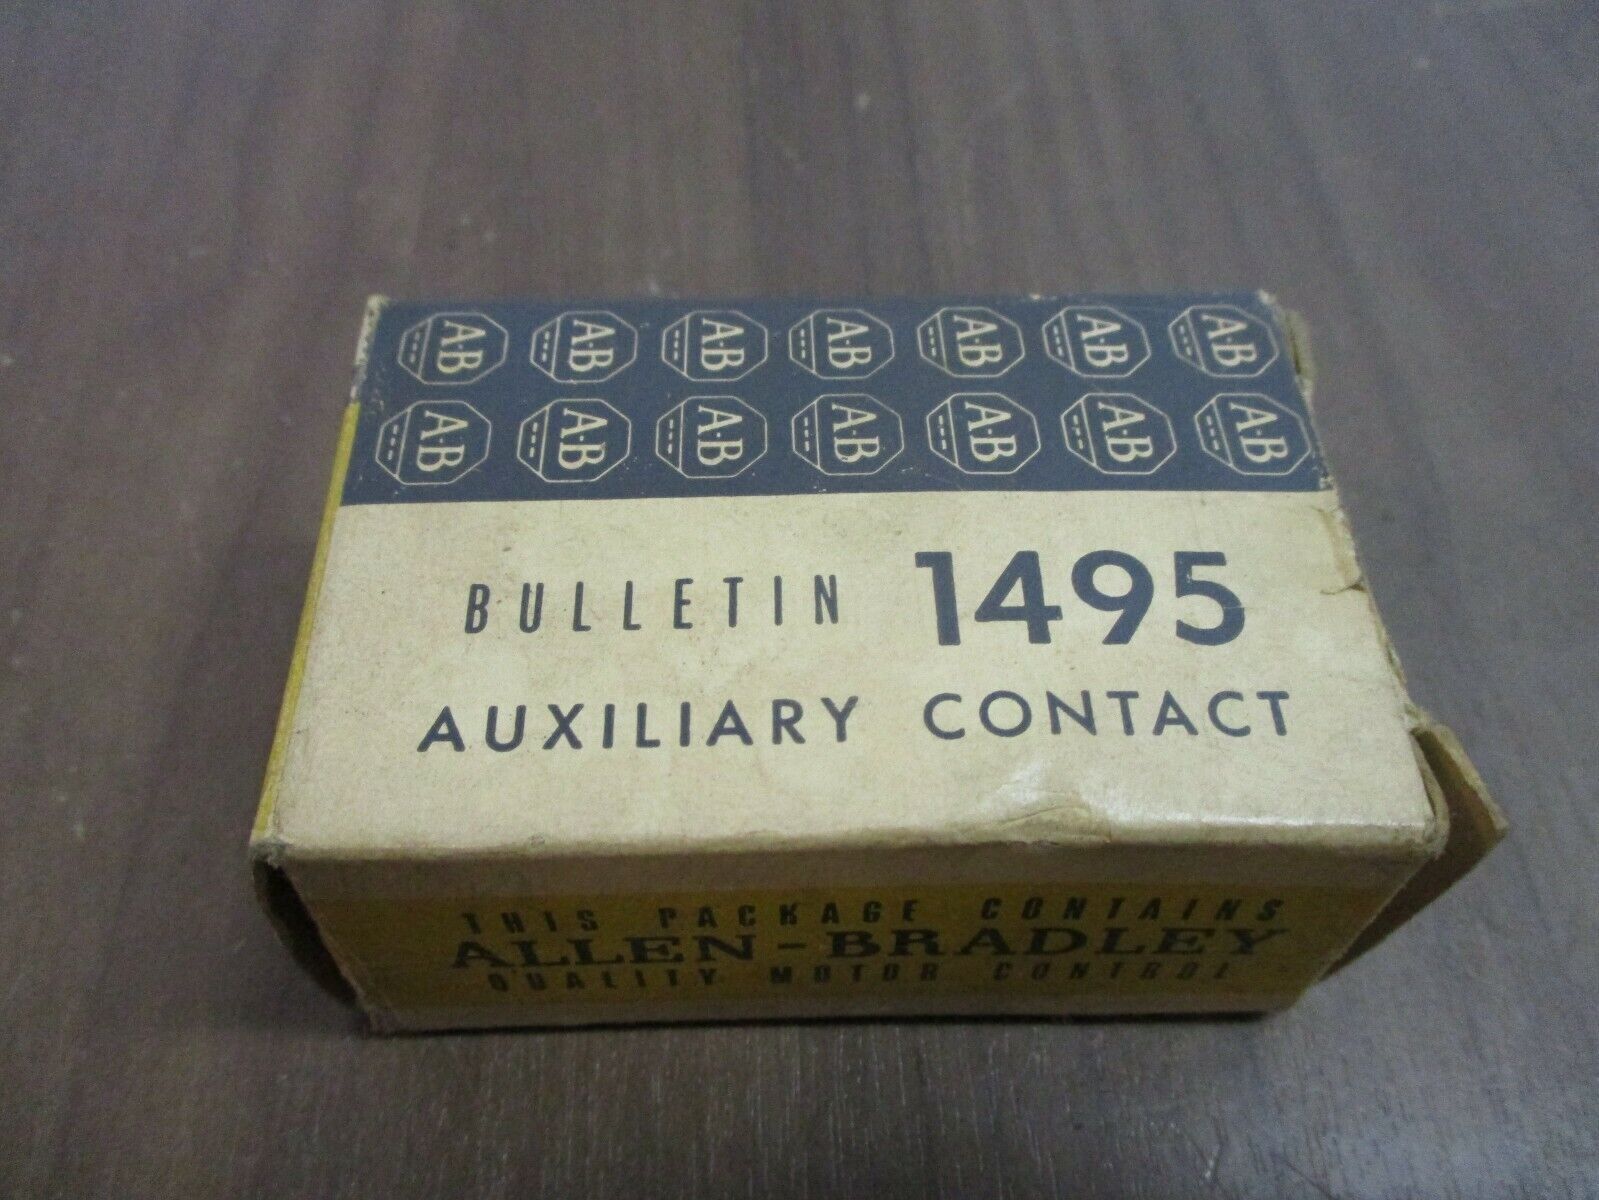 A·B A·B A·B A·B A·B A·B A·B
A·B A·B A·B A·B A·B A·B A·B
BULLETIN 1495
AUXILIARY CONTACT
THIS PACKAGE CONTAINS
ALLEN-BRADLEY
QUALITY MOTOR CONTROL